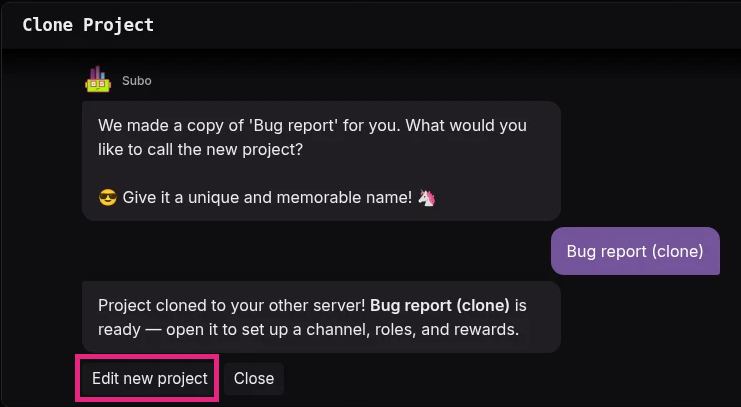 Clone Project
Subo
We made a copy of 'Bug report' for you. What would you
like to call the new project?
😎 Give it a unique and memorable name! 🦄
Bug report (clone)
Project cloned to your other server! Bug report (clone) is
ready — open it to set up a channel, roles, and rewards.
Edit new project
Close